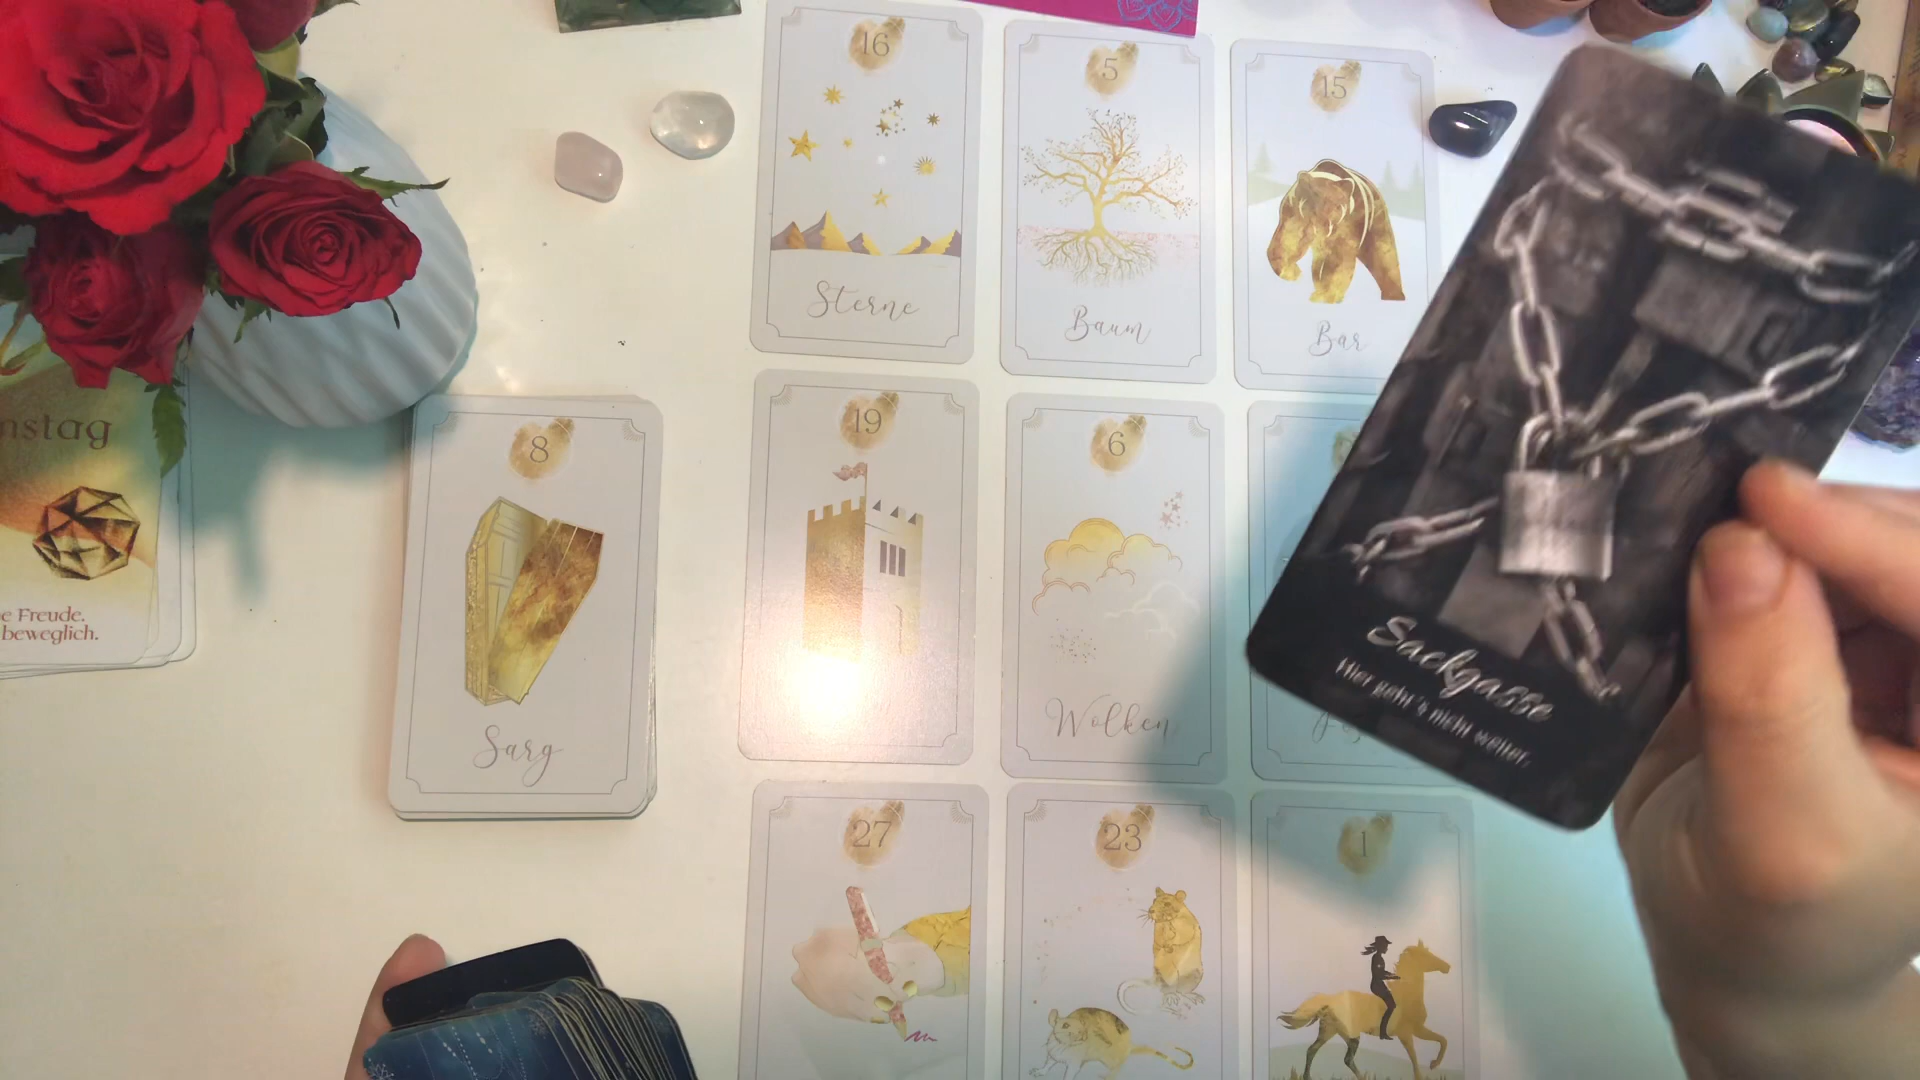 16
Sterne
5
Baum
15
Bär
nstag
e Freude.
beweglich.
8
Sarg
19
6
Wolken
Sackgasse
Hier geht's nicht weiter.
27
23
1